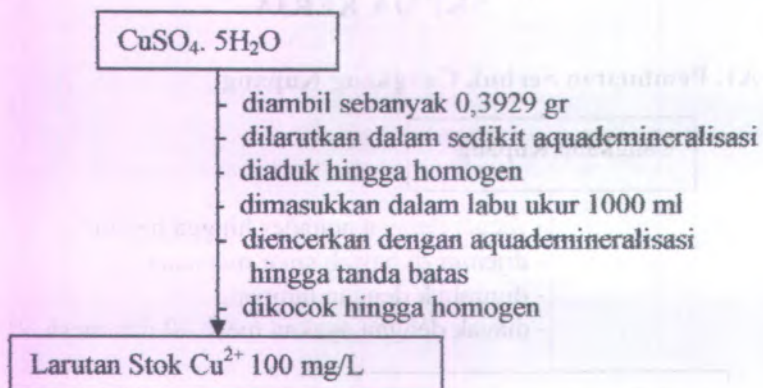 CuSO₄. 5H₂O
- diambil sebanyak 0,3929 gr
- dilarutkan dalam sedikit aquademineralisasi
- diaduk hingga homogen
- dimasukkan dalam labu ukur 1000 ml
- diencerkan dengan aquademineralisasi
hingga tanda batas
- dikocok hingga homogen
Larutan Stok Cu²⁺ 100 mg/L